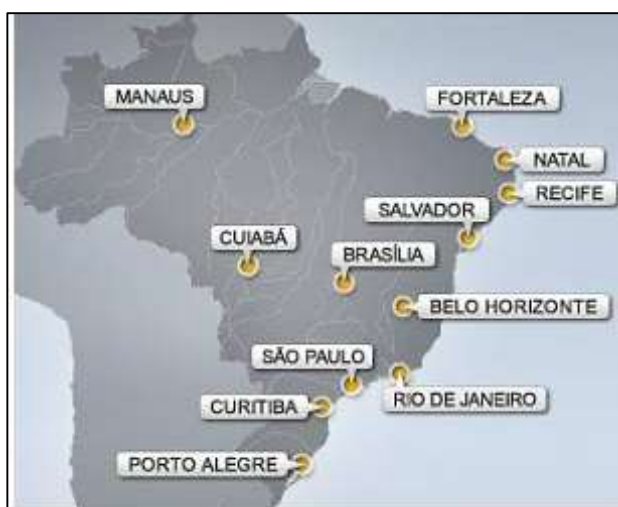 MANAUS
FORTALEZA
NATAL
RECIFE
SALVADOR
CUIABÁ
BRASÍLIA
BELO HORIZONTE
SÃO PAULO
RIO DE JANEIRO
CURITIBA
PORTO ALEGRE